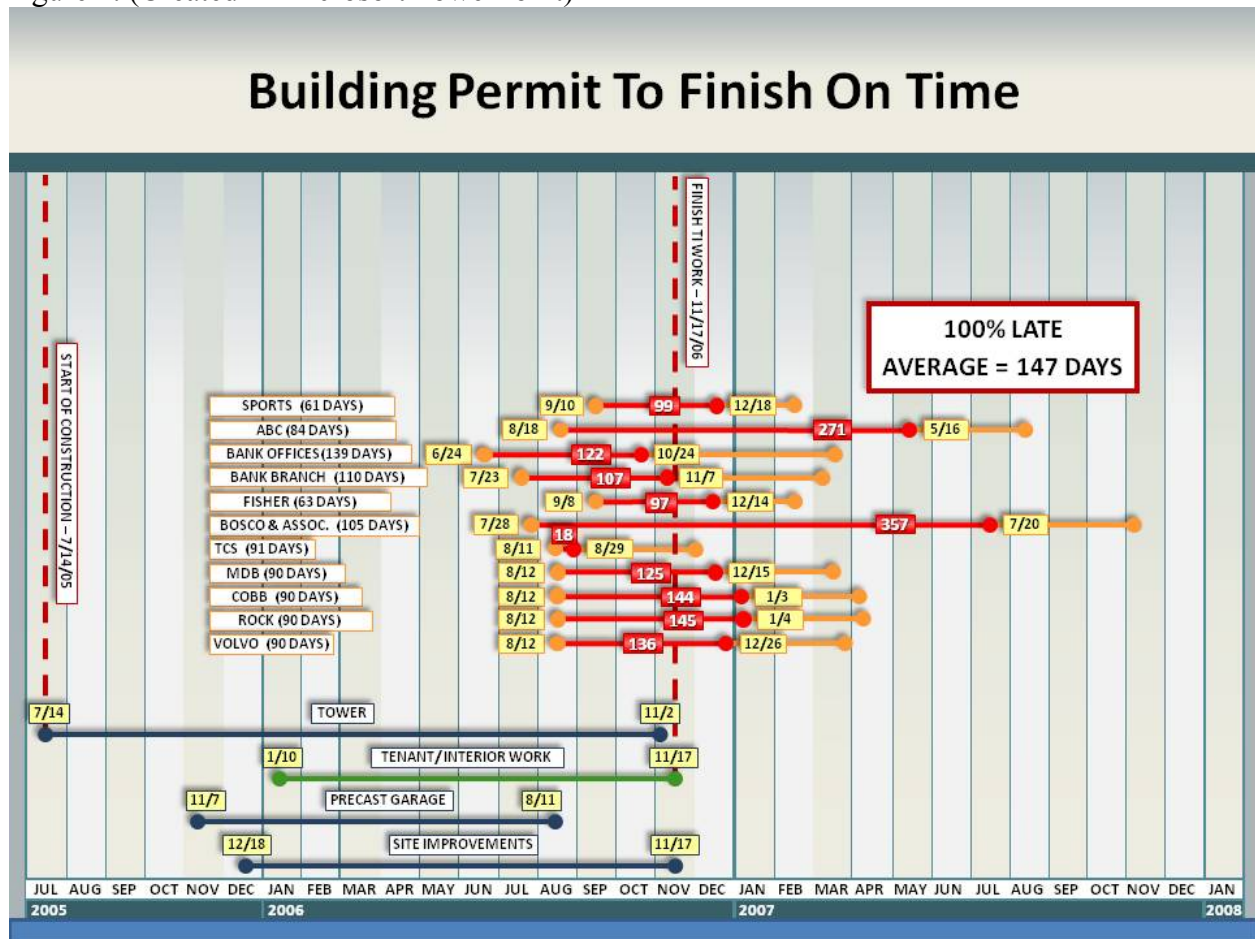 Building Permit To Finish On Time
START OF CONSTRUCTION – 7/14/05
FINISH TI WORK – 11/17/06
100% LATE
AVERAGE = 147 DAYS
SPORTS (61 DAYS) 9/10 99 12/18
ABC (84 DAYS) 8/18 271 5/16
BANK OFFICES(139 DAYS) 6/24 122 10/24
BANK BRANCH (110 DAYS) 7/23 107 11/7
FISHER (63 DAYS) 9/8 97 12/14
BOSCO & ASSOC. (105 DAYS) 7/28 357 7/20
TCS (91 DAYS) 8/11 18 8/29
MDB (90 DAYS) 8/12 125 12/15
COBB (90 DAYS) 8/12 144 1/3
ROCK (90 DAYS) 8/12 145 1/4
VOLVO (90 DAYS) 8/12 136 12/26
7/14 TOWER 11/2
1/10 TENANT/INTERIOR WORK 11/17
11/7 PRECAST GARAGE 8/11
12/18 SITE IMPROVEMENTS 11/17
JUL AUG SEP OCT NOV DEC JAN FEB MAR APR MAY JUN JUL AUG SEP OCT NOV DEC JAN FEB MAR APR MAY JUN JUL AUG SEP OCT NOV DEC JAN
2005 2006 2007 2008